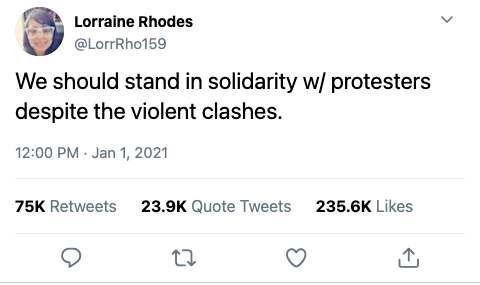 Lorraine Rhodes
@LorrRho159
We should stand in solidarity w/ protesters
despite the violent clashes.
12:00 PM · Jan 1, 2021
75K Retweets 23.9K Quote Tweets 235.6K Likes